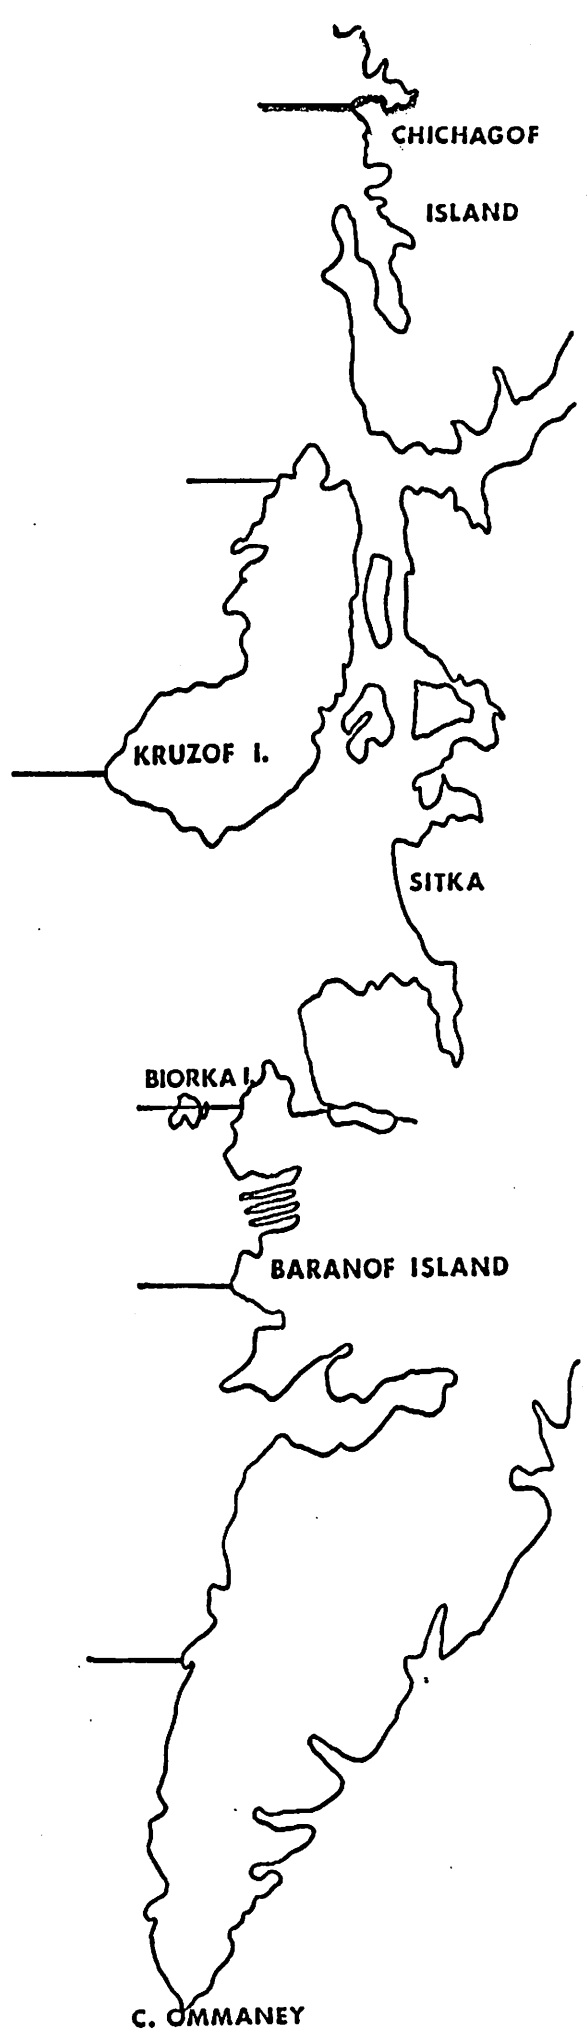 CHICHAGOF
ISLAND
KRUZOF I.
SITKA
BIORKA I.
BARANOF ISLAND
C. OMMANEY